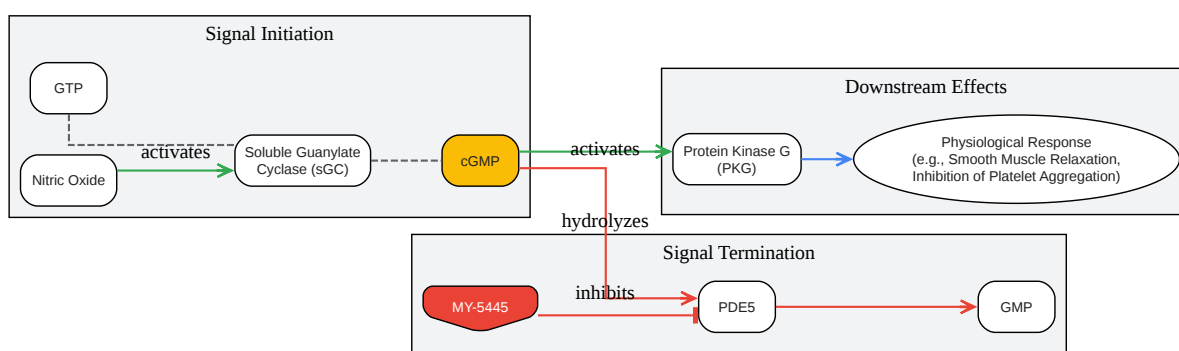 Signal Initiation
GTP
activates
Nitric Oxide
Soluble Guanylate
Cyclase (sGC)
cGMP
activates
Downstream Effects
Protein Kinase G
(PKG)
Physiological Response
(e.g., Smooth Muscle Relaxation,
Inhibition of Platelet Aggregation)
hydrolyzes
Signal Termination
MY-5445
inhibits
PDE5
GMP